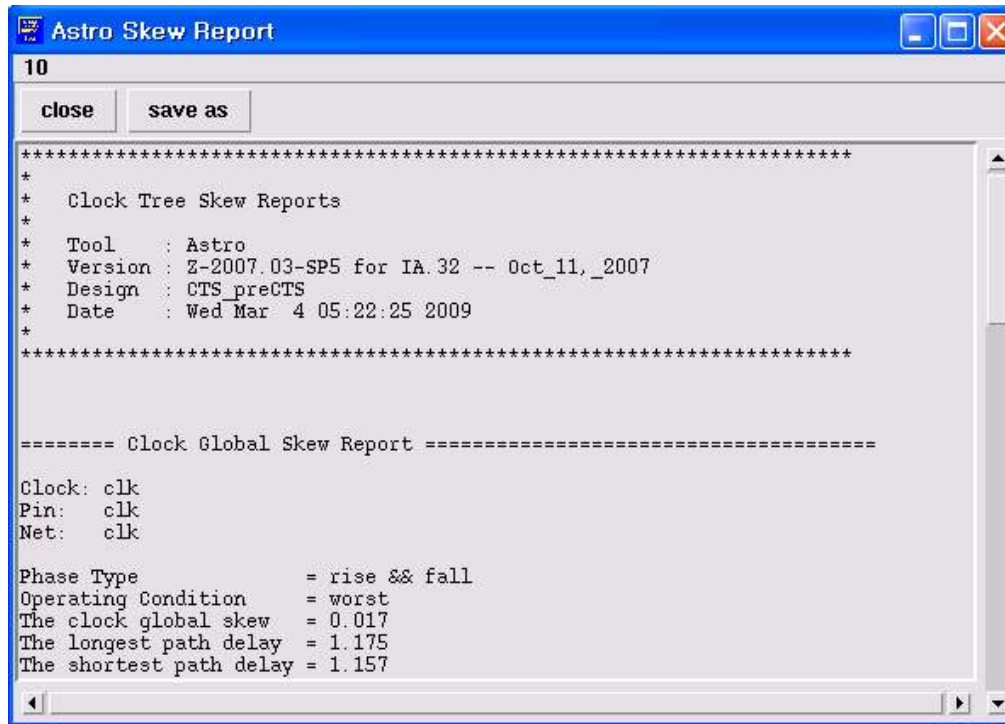 Astro Skew Report
10
close save as
***********************************************************************
*
*   Clock Tree Skew Reports
*
*   Tool    : Astro
*   Version : Z-2007.03-SP5 for IA.32 -- Oct_11,_2007
*   Design  : CTS_preCTS
*   Date    : Wed Mar  4 05:22:25 2009
*
***********************************************************************
======== Clock Global Skew Report ======================================
Clock: clk
Pin:   clk
Net:   clk
Phase Type              = rise && fall
Operating Condition     = worst
The clock global skew   = 0.017
The longest path delay  = 1.175
The shortest path delay = 1.157